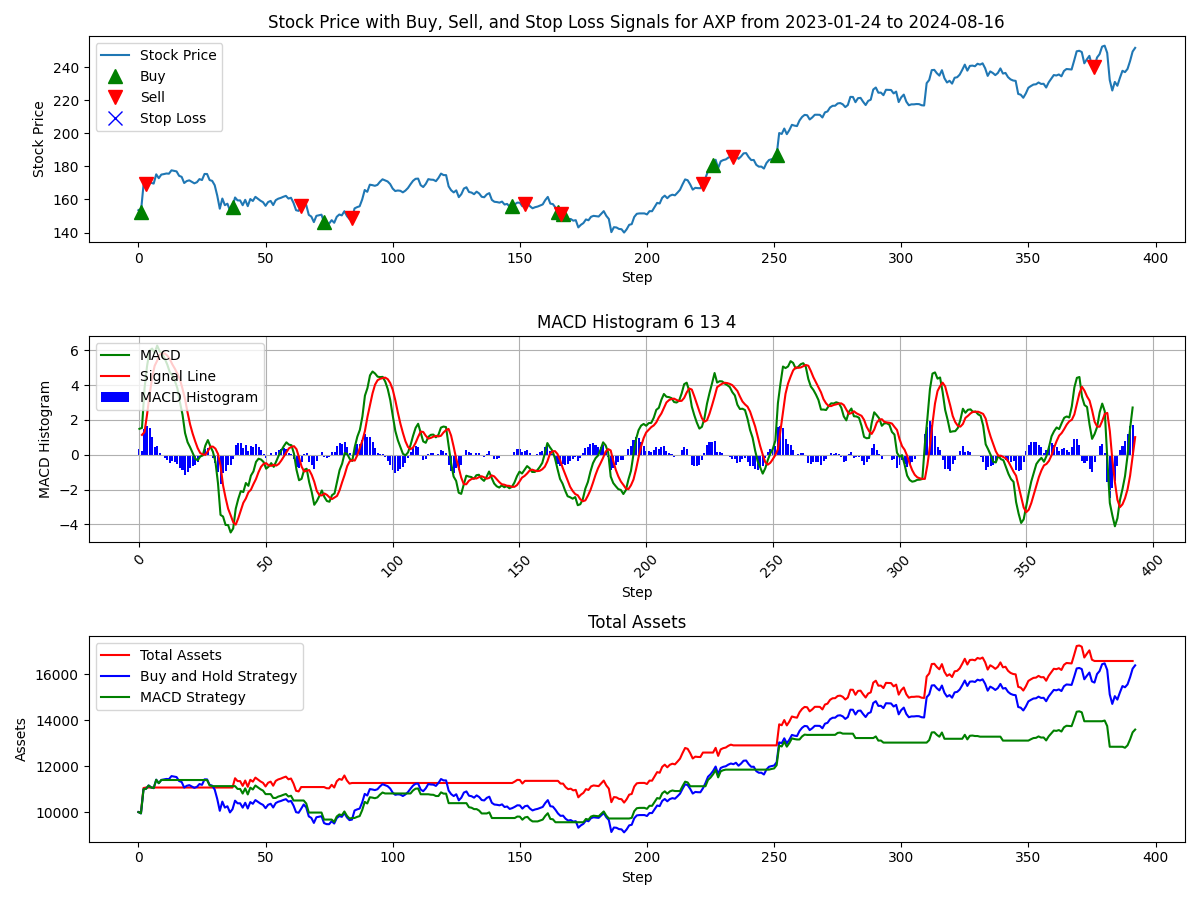 Stock Price with Buy, Sell, and Stop Loss Signals for AXP from 2023-01-24 to 2024-08-16
Stock Price
Buy
Sell
Stop Loss
Stock Price
240
220
200
180
160
140
0 50 100 150 200 250 300 350 400
Step
MACD Histogram 6 13 4
MACD
Signal Line
MACD Histogram
MACD Histogram
6
4
2
0
−2
−4
0 50 100 150 200 250 300 350 400
Step
Total Assets
Total Assets
Buy and Hold Strategy
MACD Strategy
Assets
16000
14000
12000
10000
0 50 100 150 200 250 300 350 400
Step